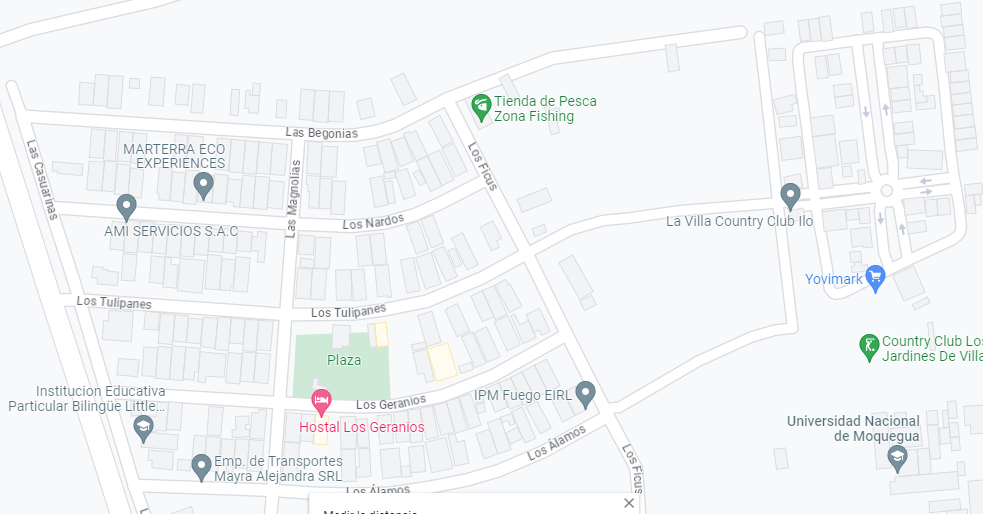 Tienda de Pesca
Zona Fishing
Las Begonias
MARTERRA ECO
EXPERIENCES
Las Casuarinas
Las Magnolias
Los Ficus
AMI SERVICIOS S.A.C
Los Nardos
La Villa Country Club Ilo
Yovimark
Los Tulipanes
Los Tulipanes
Plaza
Country Club Los
Jardines De Villa
Institucion Educativa
Particular Bilingüe Little...
Los Geranios
IPM Fuego EIRL
Hostal Los Geranios
Universidad Nacional
de Moquegua
Los Álamos
Los Ficus
Emp. de Transportes
Mayra Alejandra SRL
Los Álamos